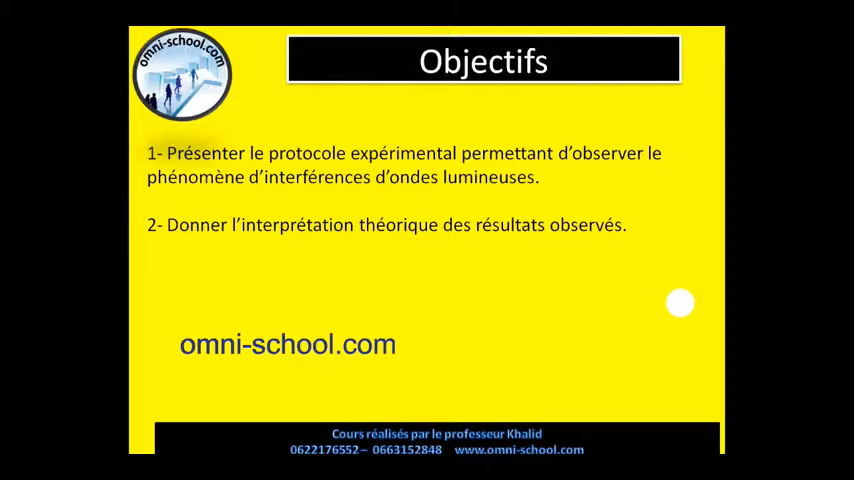 omni-school.com
Objectifs
1- Présenter le protocole expérimental permettant d'observer le
phénomène d'interférences d'ondes lumineuses.
2- Donner l'interprétation théorique des résultats observés.
omni-school.com
Cours réalisés par le professeur Khalid
0622176552 – 0663152848 www.omni-school.com